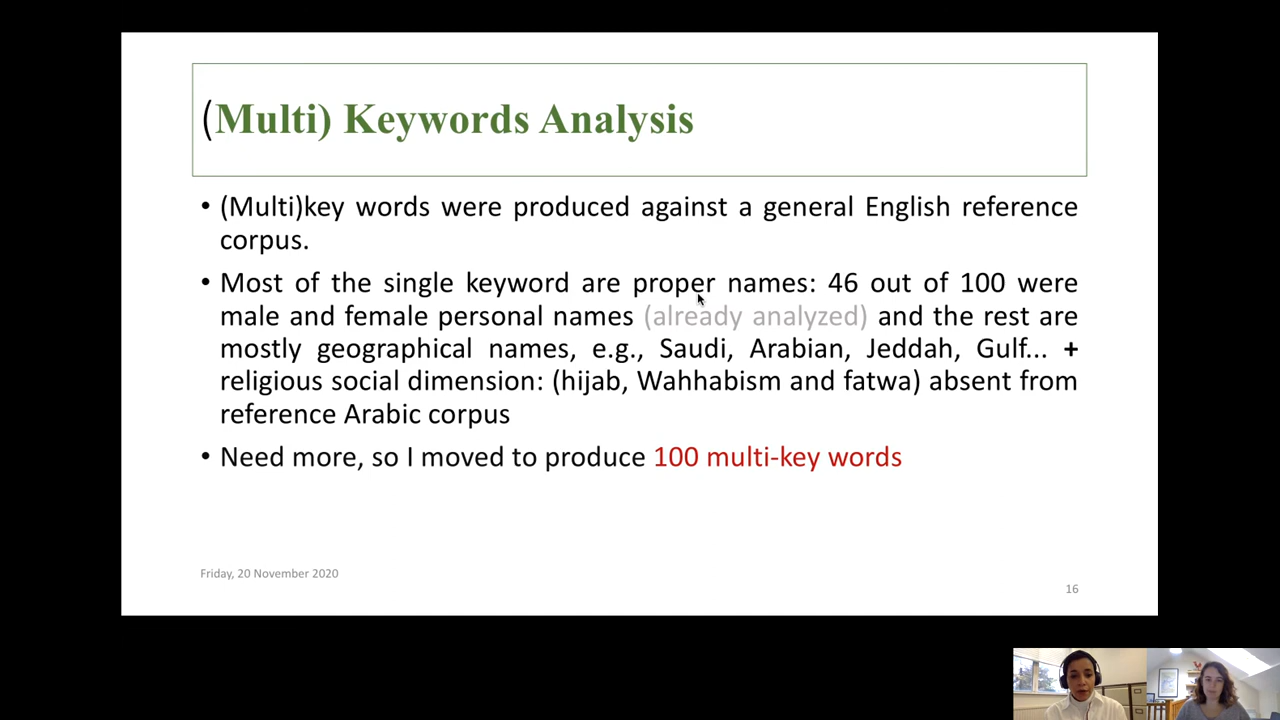 (Multi) Keywords Analysis
• (Multi)key words were produced against a general English reference
corpus.
• Most of the single keyword are proper names: 46 out of 100 were
male and female personal names (already analyzed) and the rest are
mostly geographical names, e.g., Saudi, Arabian, Jeddah, Gulf... +
religious social dimension: (hijab, Wahhabism and fatwa) absent from
reference Arabic corpus
• Need more, so I moved to produce 100 multi-key words
Friday, 20 November 2020
16